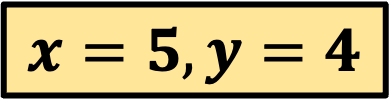 x = 5, y = 4